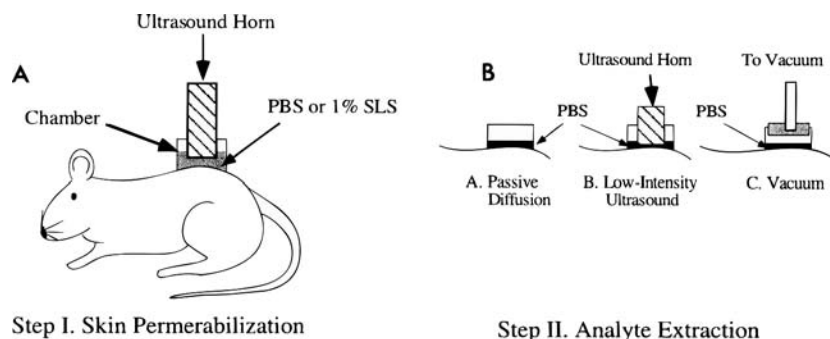 Ultrasound Horn
A
Chamber
PBS or 1% SLS
Step I. Skin Permerabilization
B
Ultrasound Horn
To Vacuum
PBS
PBS
A. Passive
Diffusion
B. Low-Intensity
Ultrasound
C. Vacuum
Step II. Analyte Extraction